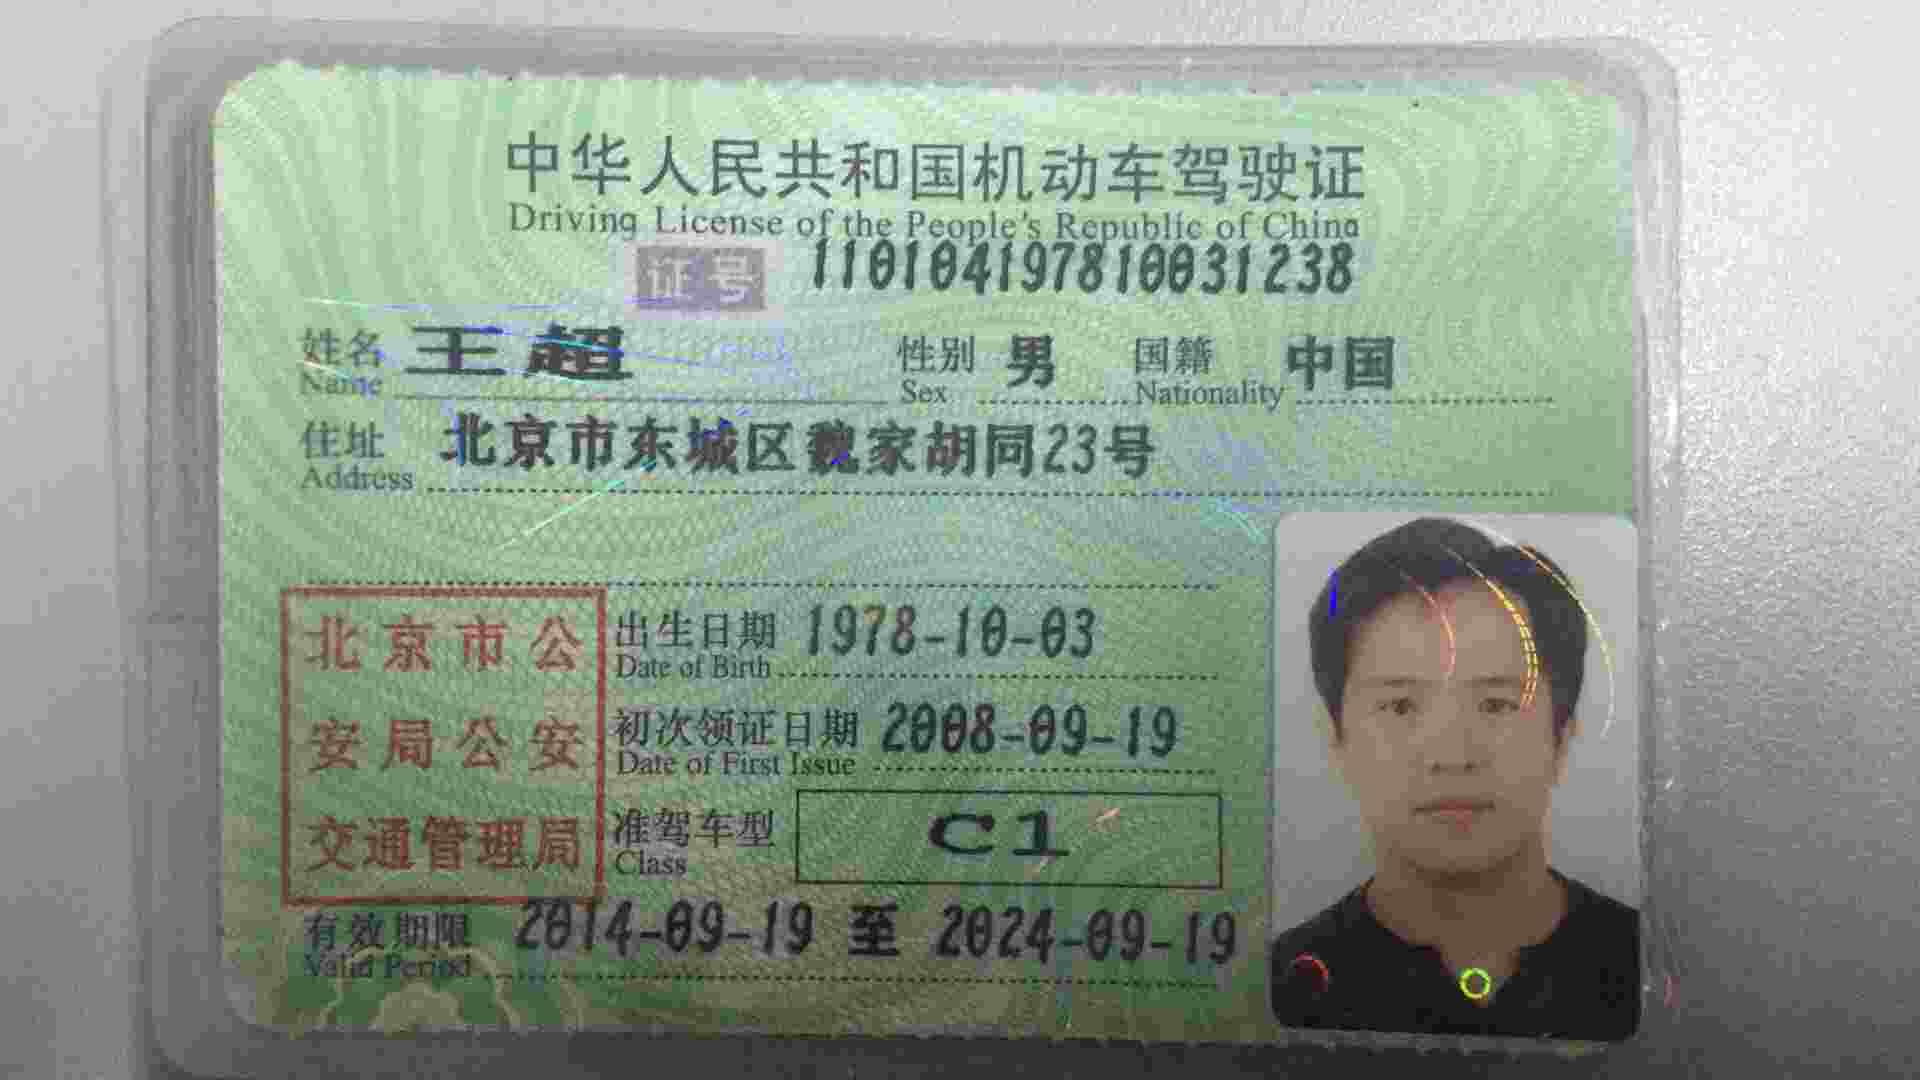 中华人民共和国机动车驾驶证
Driving License of the People's Republic of China
证号 110104197810031238
姓名 王超 性别 男 国籍 中国
Name Sex Nationality
住址 北京市东城区魏家胡同23号
Address
北京市公
安局公安
交通管理局
出生日期 1978-10-03
Date of Birth
初次领证日期 2008-09-19
Date of First Issue
准驾车型 C1
Class
有效期限 2014-09-19 至 2024-09-19
Valid Period